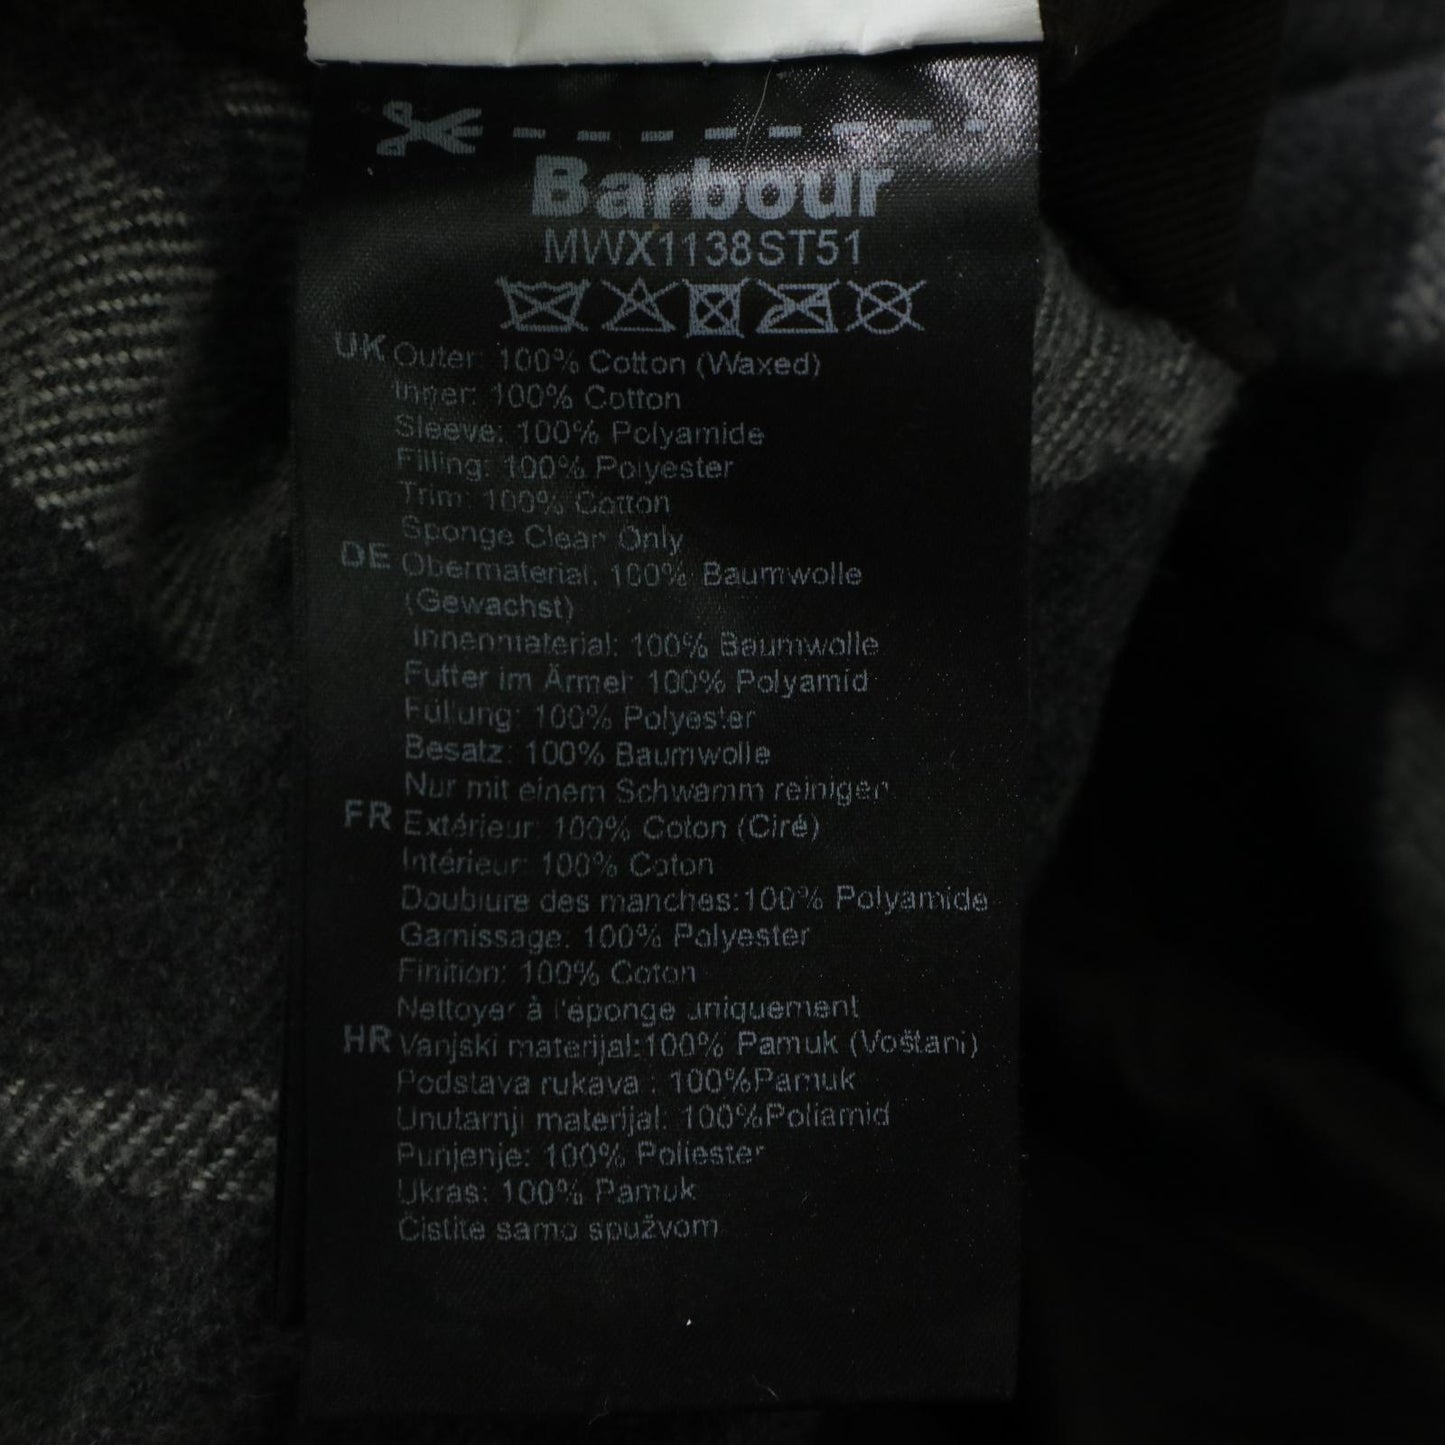 Barbour
MWX1138ST51
UK Outer: 100% Cotton (Waxed)
Inner: 100% Cotton
Sleeve: 100% Polyamide
Filling: 100% Polyester
Trim: 100% Cotton
Sponge Clean Only
DE Obermaterial: 100% Baumwolle
(Gewachst)
Innenmaterial: 100% Baumwolle
Futter im Ärmel 100% Polyamid
Füllung: 100% Polyester
Besatz: 100% Baumwolle
Nur mit einem Schwamm reinigen
FR Extérieur: 100% Coton (Ciré)
Intérieur: 100% Coton
Doublure des manches:100% Polyamide
Garnissage: 100% Polyester
Finition: 100% Coton
Nettoyer à l'éponge uniquement
HR Vanjski materijal:100% Pamuk (Voštani)
Podstava rukava : 100%Pamuk
Unutarnji materijal: 100%Poliamid
Punjenje: 100% Poliester
Ukras: 100% Pamuk
Čistite samo spužvom